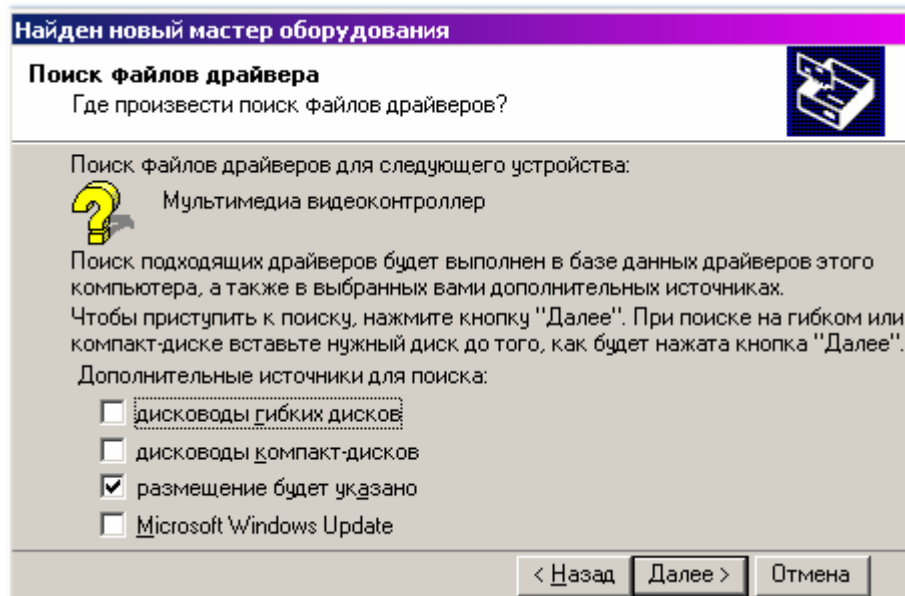 Найден новый мастер оборудования
Поиск файлов драйвера
Где произвести поиск файлов драйверов?
Поиск файлов драйверов для следующего устройства:
Мультимедиа видеоконтроллер
Поиск подходящих драйверов будет выполнен в базе данных драйверов этого
компьютера, а также в выбранных вами дополнительных источниках.
Чтобы приступить к поиску, нажмите кнопку "Далее". При поиске на гибком или
компакт-диске вставьте нужный диск до того, как будет нажата кнопка "Далее".
Дополнительные источники для поиска:
дисководы гибких дисков
дисководы компакт-дисков
размещение будет указано
Microsoft Windows Update
< Назад Далее > Отмена